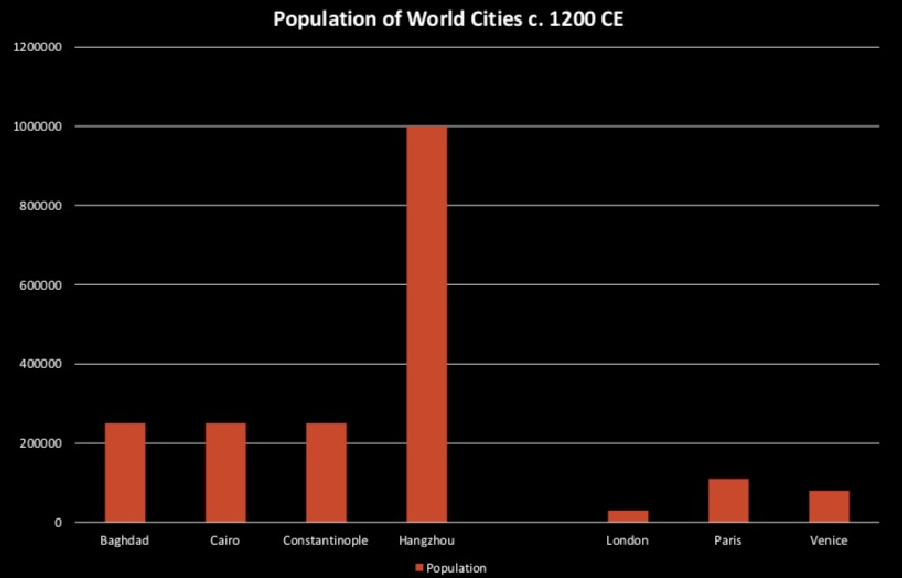 Population of World Cities c. 1200 CE
1200000
1000000
800000
600000
400000
200000
0
Baghdad Cairo Constantinople Hangzhou London Paris Venice
Population